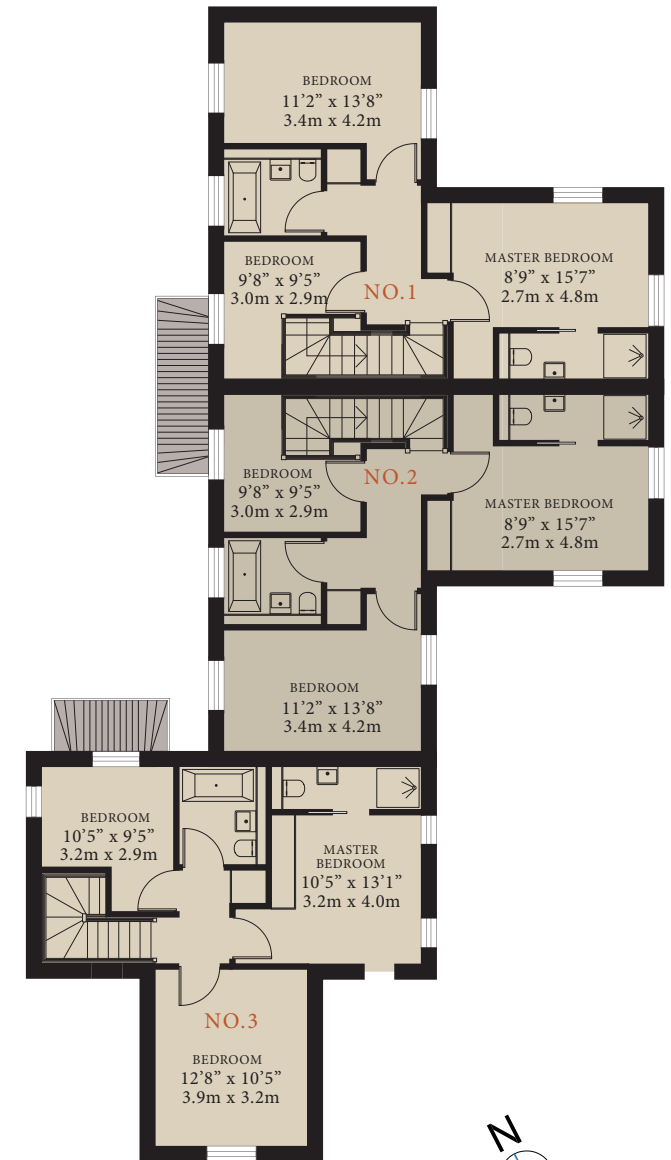 BEDROOM
11’2” x 13’8”
3.4m x 4.2m
MASTER BEDROOM
8’9” x 15’7”
2.7m x 4.8m
BEDROOM
9’8” x 9’5”
3.0m x 2.9m
NO.1
BEDROOM
9’8” x 9’5”
3.0m x 2.9m
NO.2
MASTER BEDROOM
8’9” x 15’7”
2.7m x 4.8m
BEDROOM
11’2” x 13’8”
3.4m x 4.2m
BEDROOM
10’5” x 9’5”
3.2m x 2.9m
MASTER
BEDROOM
10’5” x 13’1”
3.2m x 4.0m
NO.3
BEDROOM
12’8” x 10’5”
3.9m x 3.2m
N